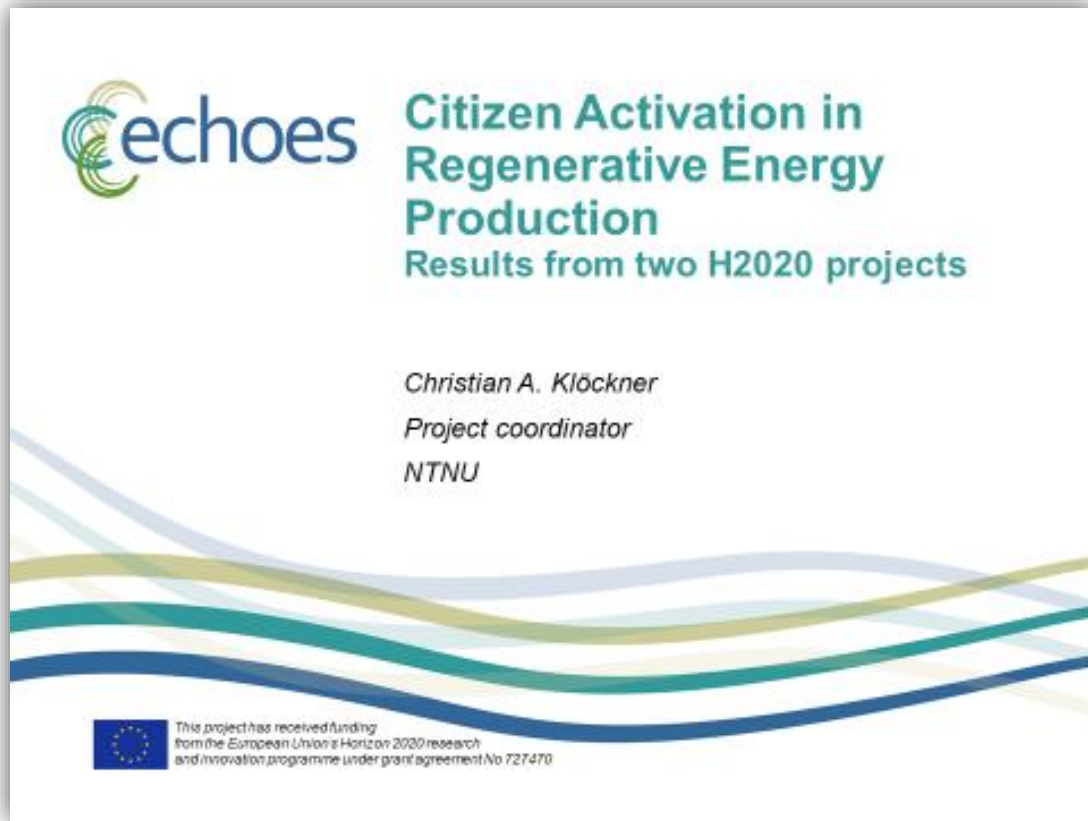 echoes
Citizen Activation in
Regenerative Energy
Production
Results from two H2020 projects
Christian A. Klöckner
Project coordinator
NTNU
This project has received funding
from the European Union's Horizon 2020 research
and innovation programme under grant agreement No 727470